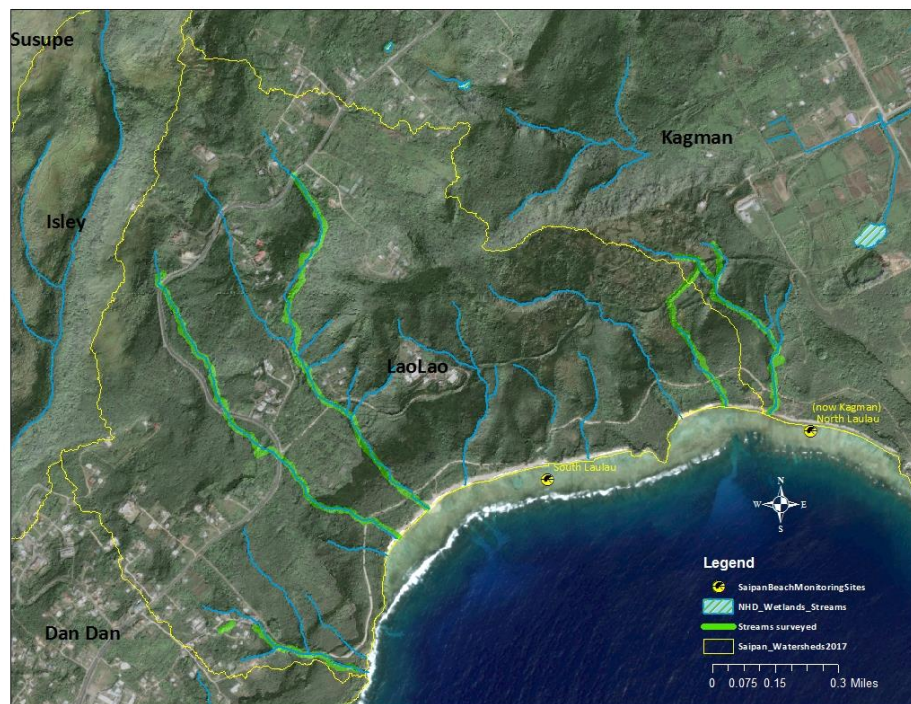 Susupe
Kagman
Isley
LaoLao
(now Kagman)
North Laulau
South Laulau
N
W E
S
Legend
SaipanBeachMonitoringSites
NHD_Wetlands_Streams
Streams surveyed
Saipan_Watersheds2017
Dan Dan
0 0.075 0.15 0.3 Miles